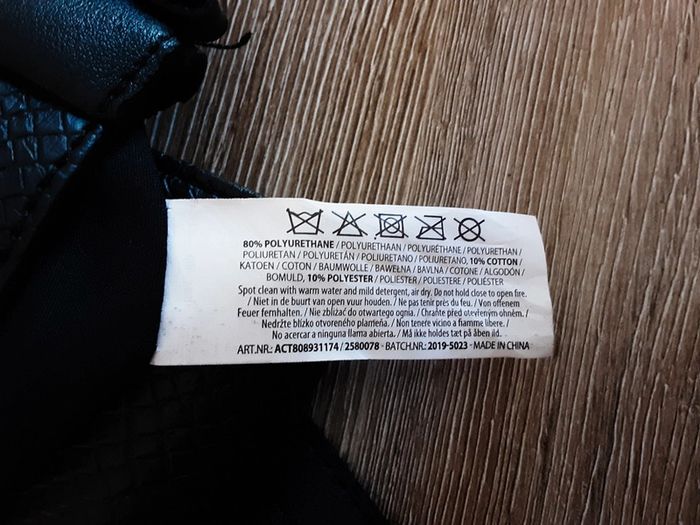 80% POLYURETHANE / POLYURETHAAN / POLYURÉTHANE / POLYURETHAN /
POLIURETAN / POLYURETÁN / POLIURETANO / POLIURETANO, 10% COTTON /
KATOEN / COTON / BAUMWOLLE / BAWEŁNA / BAVLNA / COTONE / ALGODÓN /
BOMULD, 10% POLYESTER / POLIESTER / POLIESTERE / POLIÉSTER
Spot clean with warm water and mild detergent, air dry. Do not hold close to open fire.
/ Niet in de buurt van open vuur houden. / Ne pas tenir près du feu. / Von offenem
Feuer fernhalten. / Nie zbliżać do otwartego ognia. / Chraňte před otevřeným ohněm. /
Nedržte blízko otvoreného plameňa. / Non tenere vicino a fiamme libere. /
No acercar a ninguna llama abierta. / Må ikke holdes tæt på åben ild.
ART.NR.: ACT808931174 / 2580078 - BATCH.NR.: 2019-5023 - MADE IN CHINA